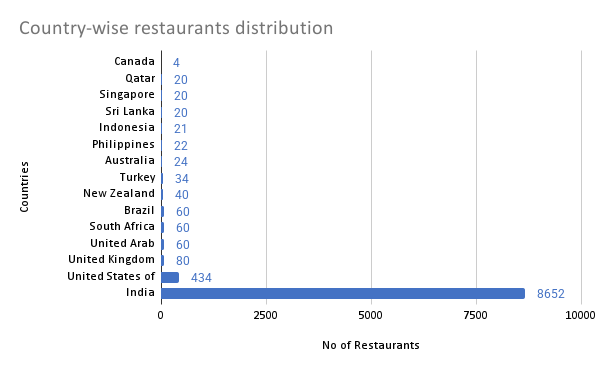 Country-wise restaurants distribution
Canada 4
Qatar 20
Singapore 20
Sri Lanka 20
Indonesia 21
Philippines 22
Australia 24
Turkey 34
New Zealand 40
Brazil 60
South Africa 60
United Arab 60
United Kingdom 80
United States of 434
India 8652
Countries
0 2500 5000 7500 10000
No of Restaurants